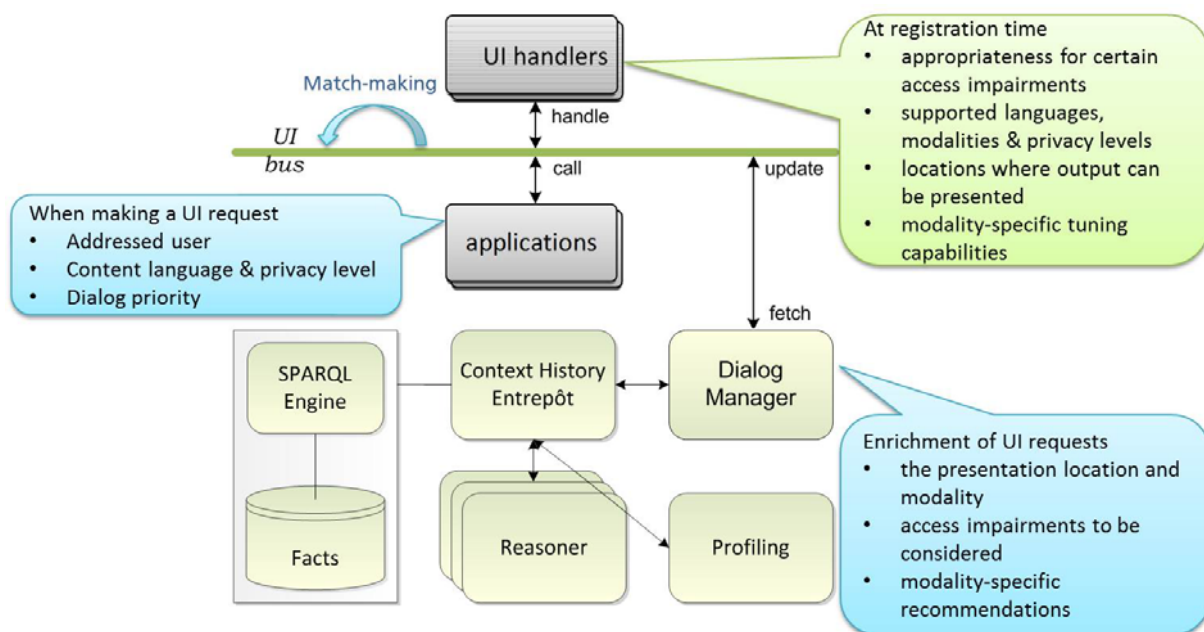 UI handlers
Match-making
handle
UI
bus
call
update
At registration time
• appropriateness for certain
access impairments
• supported languages,
modalities & privacy levels
• locations where output can
be presented
• modality-specific tuning
capabilities
When making a UI request
• Addressed user
• Content language & privacy level
• Dialog priority
applications
fetch
SPARQL
Engine
Context History
Entrepôt
Dialog
Manager
Facts
Reasoner
Profiling
Enrichment of UI requests
• the presentation location and
modality
• access impairments to be
considered
• modality-specific
recommendations